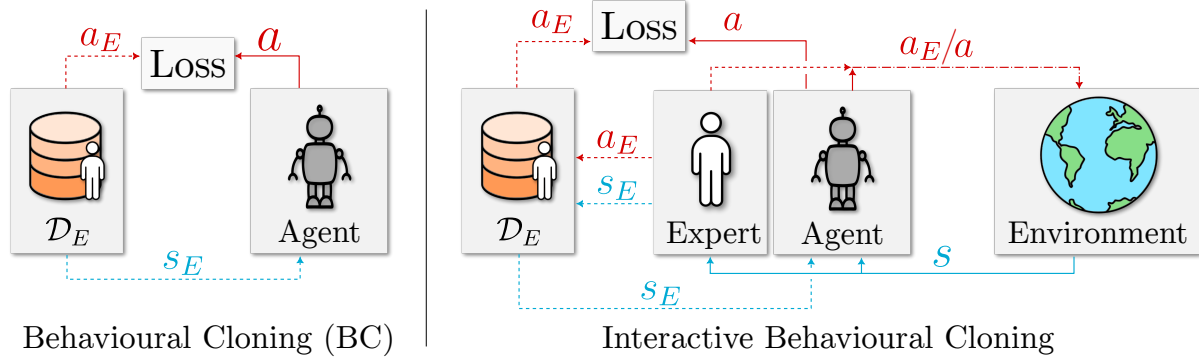 a_E
Loss
a
D_E
Agent
s_E
Behavioural Cloning (BC)
a_E
Loss
a
a_E/a
a_E
s_E
D_E
Expert
Agent
Environment
s
s_E
Interactive Behavioural Cloning